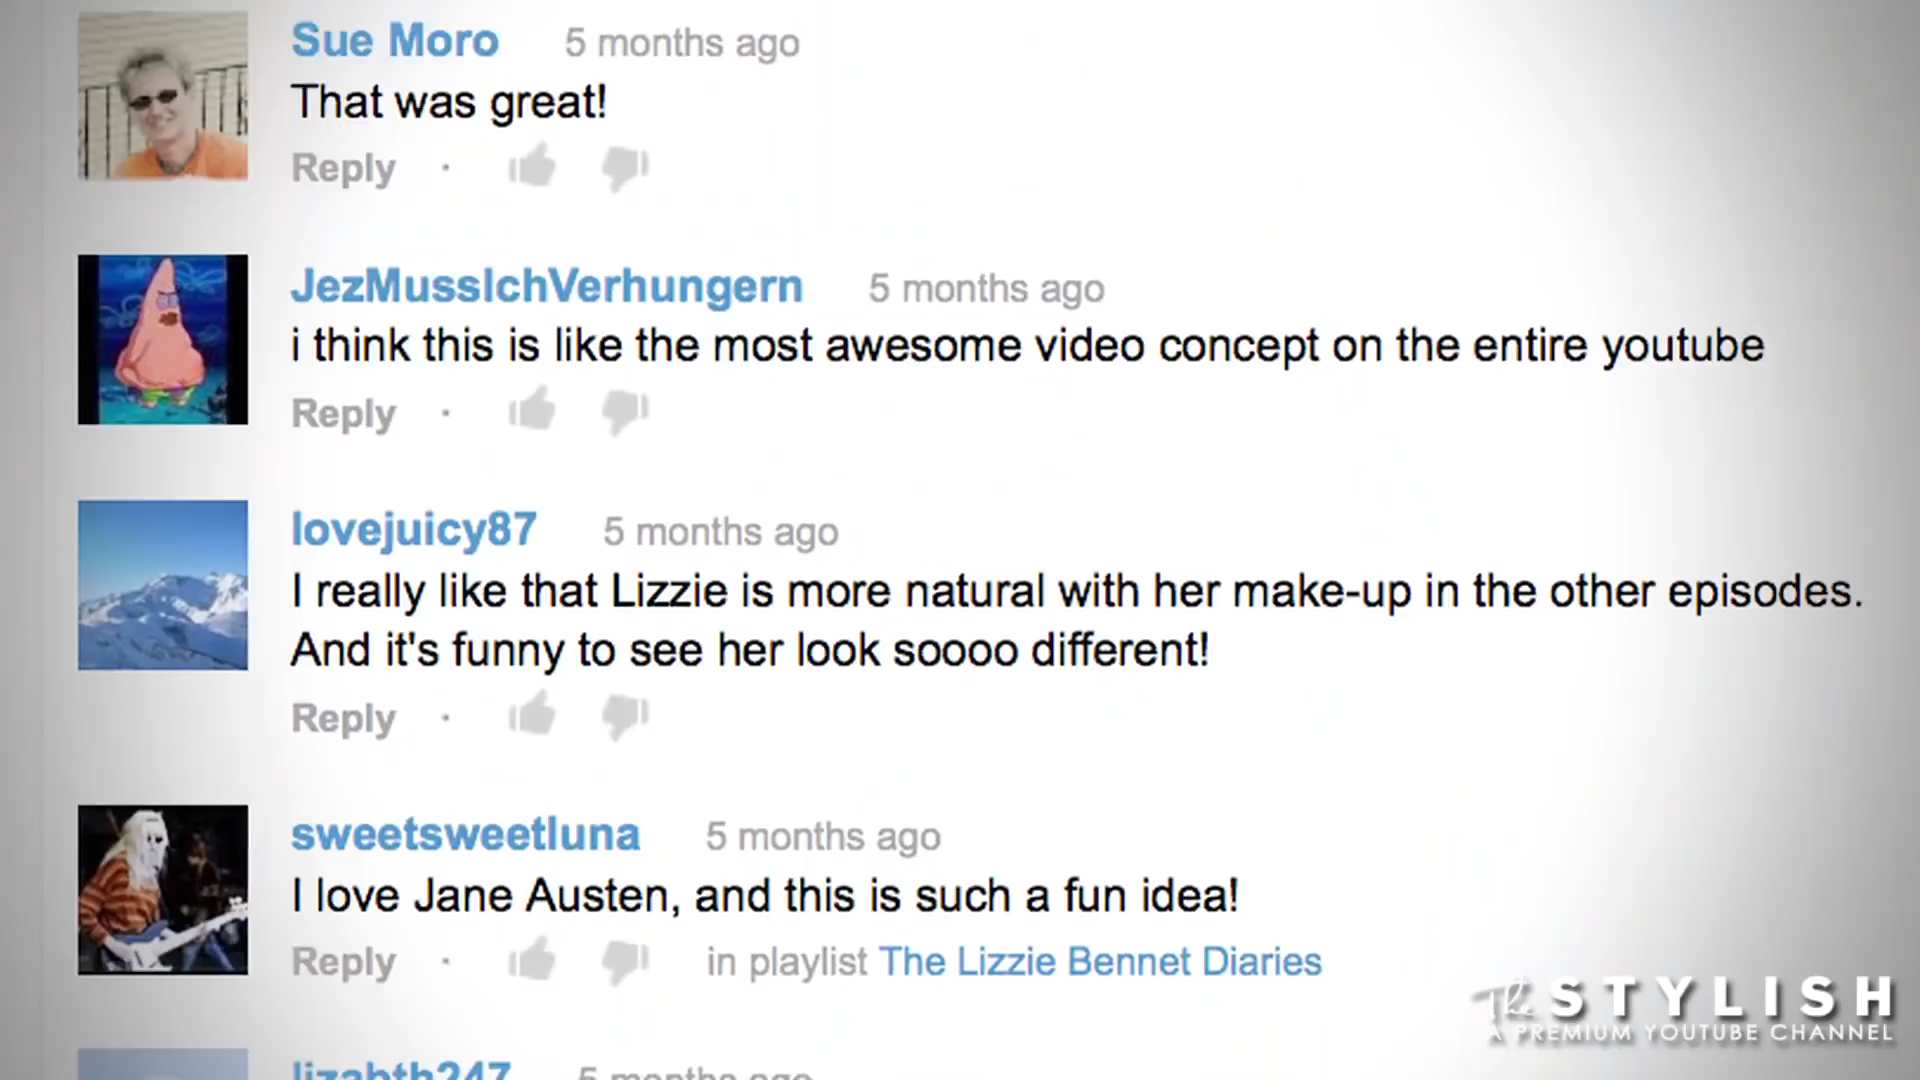 Sue Moro 5 months ago
That was great!
Reply ·
JezMussIchVerhungern 5 months ago
i think this is like the most awesome video concept on the entire youtube
Reply ·
lovejuicy87 5 months ago
I really like that Lizzie is more natural with her make-up in the other episodes.
And it's funny to see her look soooo different!
Reply ·
sweetsweetluna 5 months ago
I love Jane Austen, and this is such a fun idea!
Reply · in playlist The Lizzie Bennet Diaries
The STYLISH
A PREMIUM YOUTUBE CHANNEL
lizabth247 5 months ago